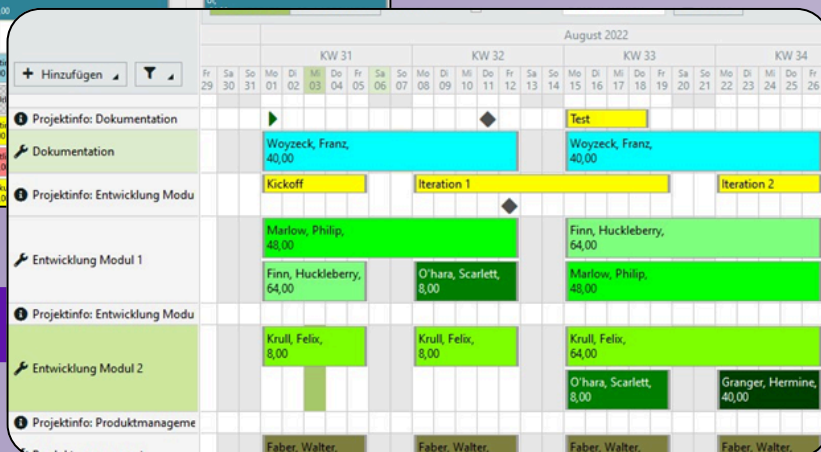 August 2022
KW 31 KW 32 KW 33 KW 34
Hinzufügen
Fr Sa So Mo Di Mi Do Fr Sa So Mo Di Mi Do Fr Sa So Mo Di Mi Do Fr Sa So Mo Di Mi Do Fr
29 30 31 01 02 03 04 05 06 07 08 09 10 11 12 13 14 15 16 17 18 19 20 21 22 23 24 25 26
Projektinfo: Dokumentation
Test
Dokumentation
Woyzeck, Franz,
40,00
Woyzeck, Franz,
40,00
Projektinfo: Entwicklung Modu
Kickoff
Iteration 1
Iteration 2
Entwicklung Modul 1
Marlow, Philip,
48,00
Finn, Huckleberry,
64,00
Finn, Huckleberry,
64,00
O'hara, Scarlett,
8,00
Marlow, Philip,
48,00
Projektinfo: Entwicklung Modu
Entwicklung Modul 2
Krull, Felix,
8,00
Krull, Felix,
8,00
Krull, Felix,
64,00
O'hara, Scarlett,
8,00
Granger, Hermine,
40,00
Projektinfo: Produktmanageme
Faber, Walter,
Faber, Walter,
Faber, Walter,
Faber, Walter,